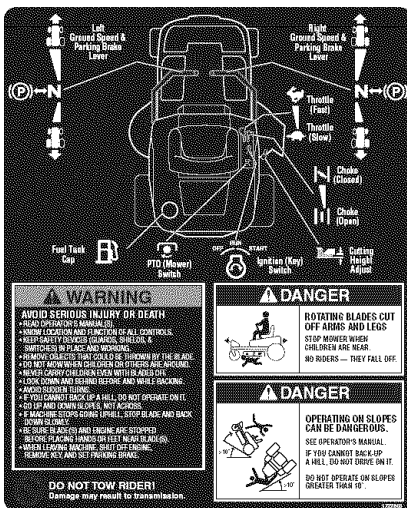 Left
Ground Speed &
Parking Brake
Lever
Right
Ground Speed &
Parking Brake
Lever
(P) N
N (P)
Throttle
(Fast)
Throttle
(Slow)
Choke
(Closed)
Choke
(Open)
Fuel Tank
Cap
PTO (Mower)
Switch
OFF RUN START
Ignition (Key)
Switch
Cutting
Height
Adjust
WARNING
AVOID SERIOUS INJURY OR DEATH
• READ OPERATOR'S MANUAL(S).
• KNOW LOCATION AND FUNCTION OF ALL CONTROLS.
• KEEP SAFETY DEVICES (GUARDS, SHIELDS, &
SWITCHES) IN PLACE AND WORKING.
• REMOVE OBJECTS THAT COULD BE THROWN BY THE BLADE.
• DO NOT MOW WHEN CHILDREN OR OTHERS ARE AROUND.
• NEVER CARRY CHILDREN EVEN WITH BLADES OFF.
• LOOK DOWN AND BEHIND BEFORE AND WHILE BACKING.
• AVOID SUDDEN TURNS.
• IF YOU CANNOT BACK UP A HILL, DO NOT OPERATE ON IT.
• GO UP AND DOWN SLOPES, NOT ACROSS.
• IF MACHINE STOPS GOING UPHILL, STOP BLADE AND BACK
DOWN SLOWLY.
• BE SURE BLADE(S) AND ENGINE ARE STOPPED
BEFORE PLACING HANDS OR FEET NEAR BLADE(S).
• WHEN LEAVING MACHINE, SHUT OFF ENGINE,
REMOVE KEY, AND SET PARKING BRAKE.
DO NOT TOW RIDER!
Damage may result to transmission.
DANGER
ROTATING BLADES CUT
OFF ARMS AND LEGS
STOP MOWER WHEN
CHILDREN ARE NEAR.
NO RIDERS — THEY FALL OFF.
DANGER
OPERATING ON SLOPES
CAN BE DANGEROUS.
SEE OPERATOR'S MANUAL.
IF YOU CANNOT BACK-UP
A HILL, DO NOT DRIVE ON IT.
DO NOT OPERATE ON SLOPES
GREATER THAN 10°.
>10°
>10°